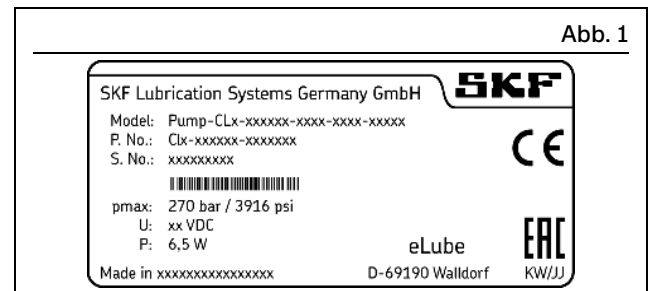 Abb. 1
SKF Lubrication Systems Germany GmbH SKF
Model: Pump-CLx-xxxxxx-xxxx-xxxx-xxxxx
P. No.: Clx-xxxxxx-xxxxxxx
S. No.: xxxxxxxxx
CE
pmax: 270 bar / 3916 psi
U: xx VDC
P: 6,5 W
eLube EAC
Made in xxxxxxxxxxxxxxxx D-69190 Walldorf KW/JJ